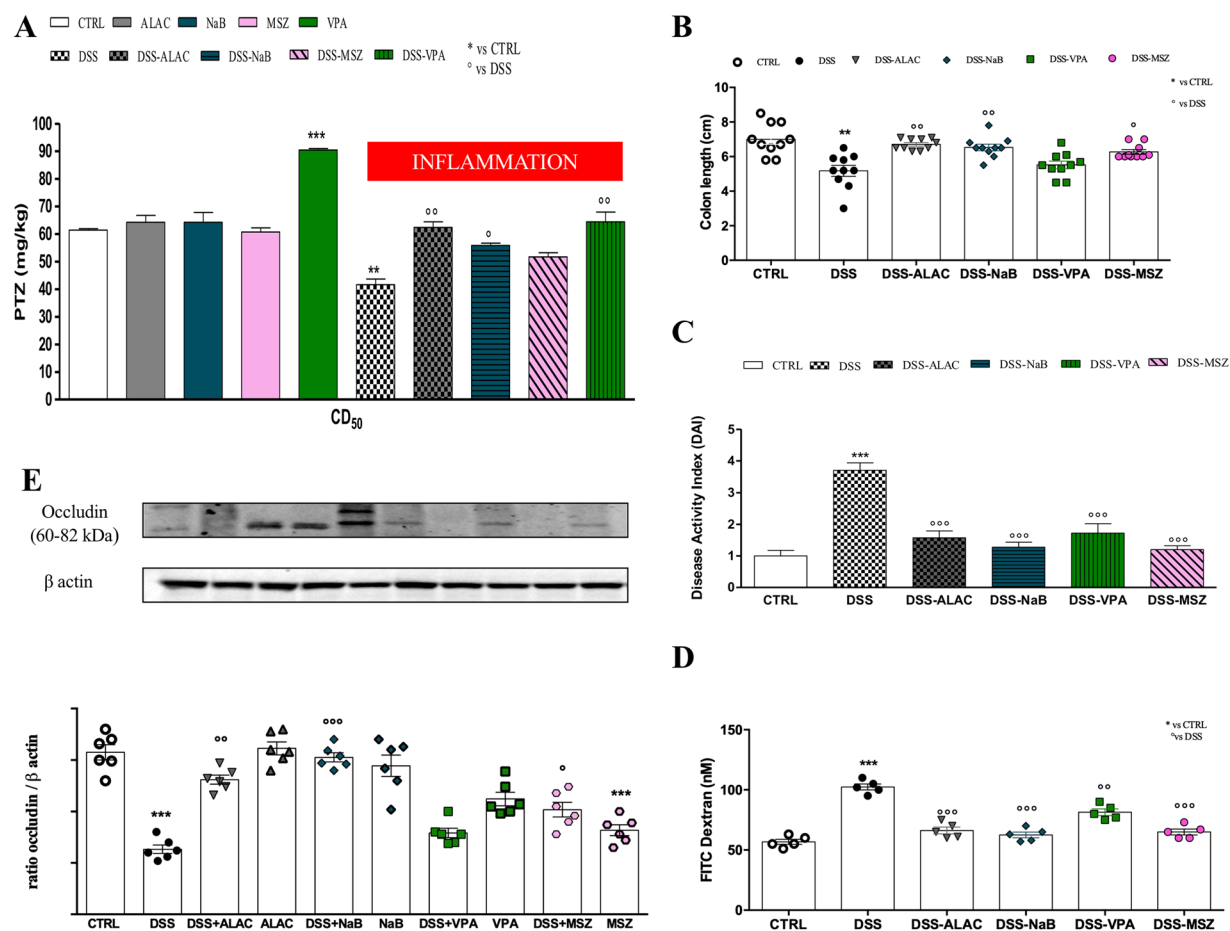 A
CTRL ALAC NaB MSZ VPA
DSS DSS-ALAC DSS-NaB DSS-MSZ DSS-VPA
* vs CTRL
° vs DSS
PTZ (mg/kg)
100
90
80
70
60
50
40
30
20
10
0
***
INFLAMMATION
**
°°
°
°°
CD50
B
CTRL DSS DSS-ALAC DSS-NaB DSS-VPA DSS-MSZ
* vs CTRL
° vs DSS
Colon length (cm)
10
8
6
4
2
0
**
°°
°°
°
CTRL DSS DSS-ALAC DSS-NaB DSS-VPA DSS-MSZ
C
CTRL DSS DSS-ALAC DSS-NaB DSS-VPA DSS-MSZ
Disease Activity Index (DAI)
5
4
3
2
1
0
***
°°°
°°°
°°°
°°°
CTRL DSS DSS-ALAC DSS-NaB DSS-VPA DSS-MSZ
E
Occludin
(60-82 kDa)
β actin
ratio occludin / β actin
***
°°
°°°
°
***
CTRL DSS DSS+ALAC ALAC DSS+NaB NaB DSS+VPA VPA DSS+MSZ MSZ
D
* vs CTRL
°vs DSS
FITC Dextran (nM)
150
100
50
0
***
°°°
°°°
°°
°°°
CTRL DSS DSS-ALAC DSS-NaB DSS-VPA DSS-MSZ